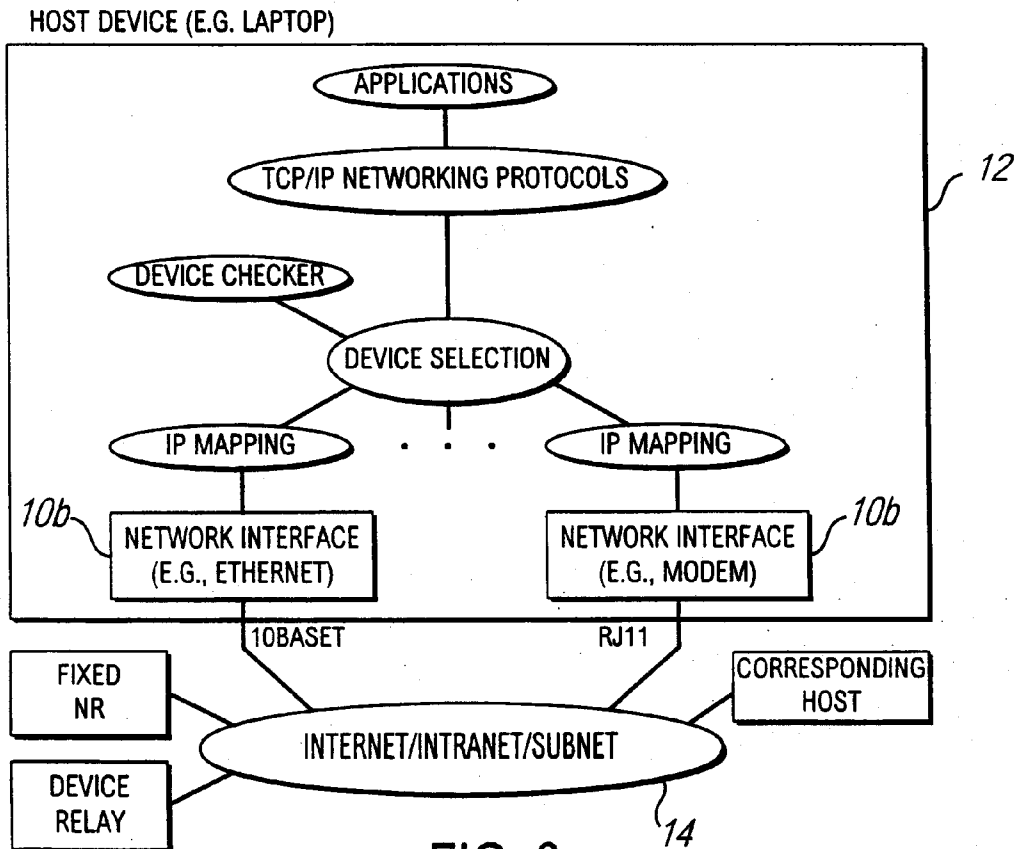 HOST DEVICE (E.G. LAPTOP)
APPLICATIONS
TCP/IP NETWORKING PROTOCOLS
12
DEVICE CHECKER
DEVICE SELECTION
IP MAPPING
. . .
IP MAPPING
10b
NETWORK INTERFACE
(E.G., ETHERNET)
NETWORK INTERFACE
(E.G., MODEM)
10b
10BASET
RJ11
FIXED
NR
CORRESPONDING
HOST
INTERNET/INTRANET/SUBNET
DEVICE
RELAY
14